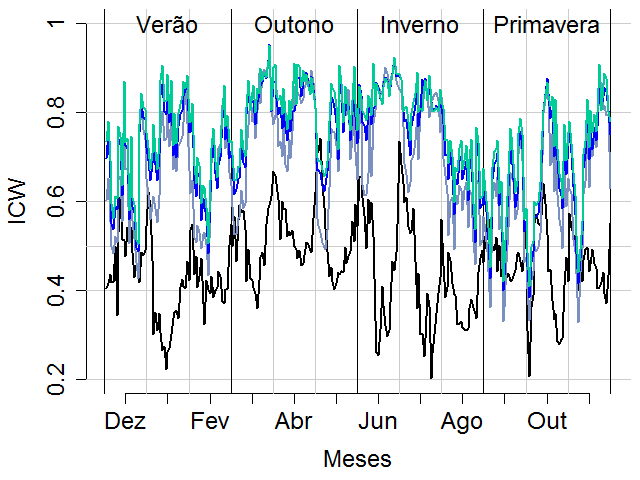 Verão Outono Inverno Primavera
1
0.8
0.6
0.4
0.2
ICW
Dez Fev Abr Jun Ago Out
Meses